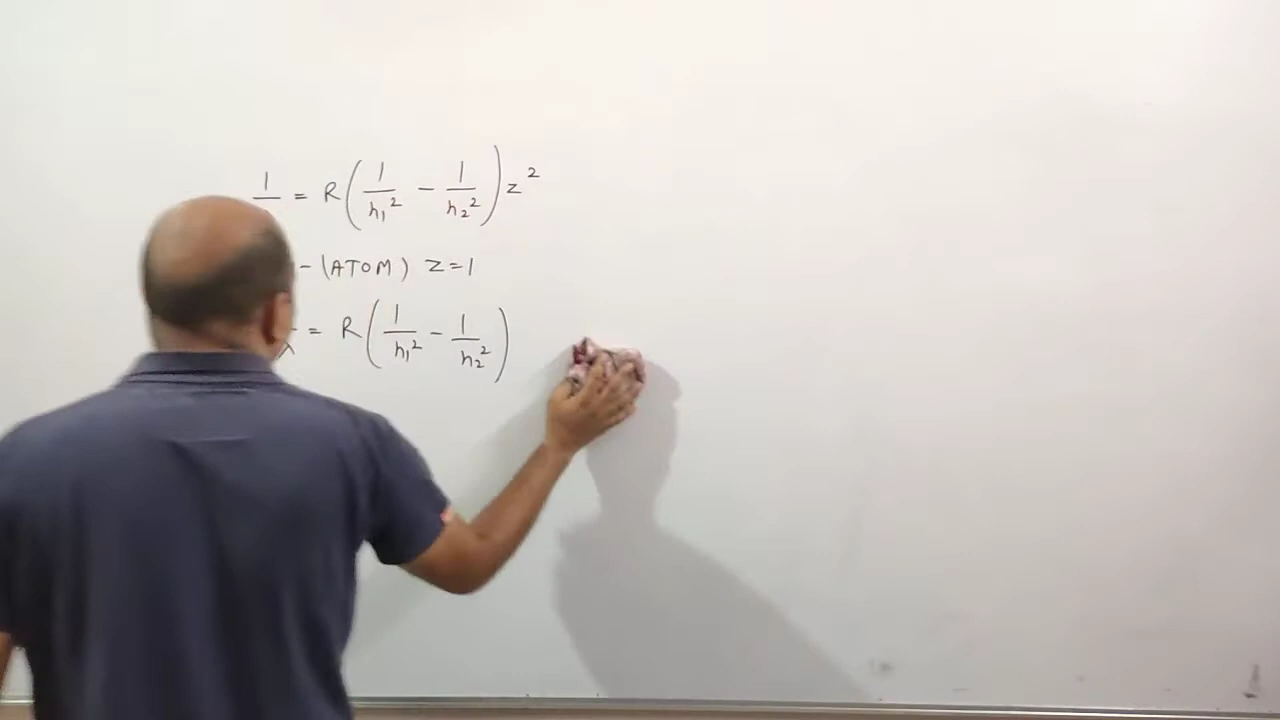 1/ = R(1/n₁² - 1/n₂²)z²
- (ATOM) Z=1
λ = R(1/n₁² - 1/n₂²)